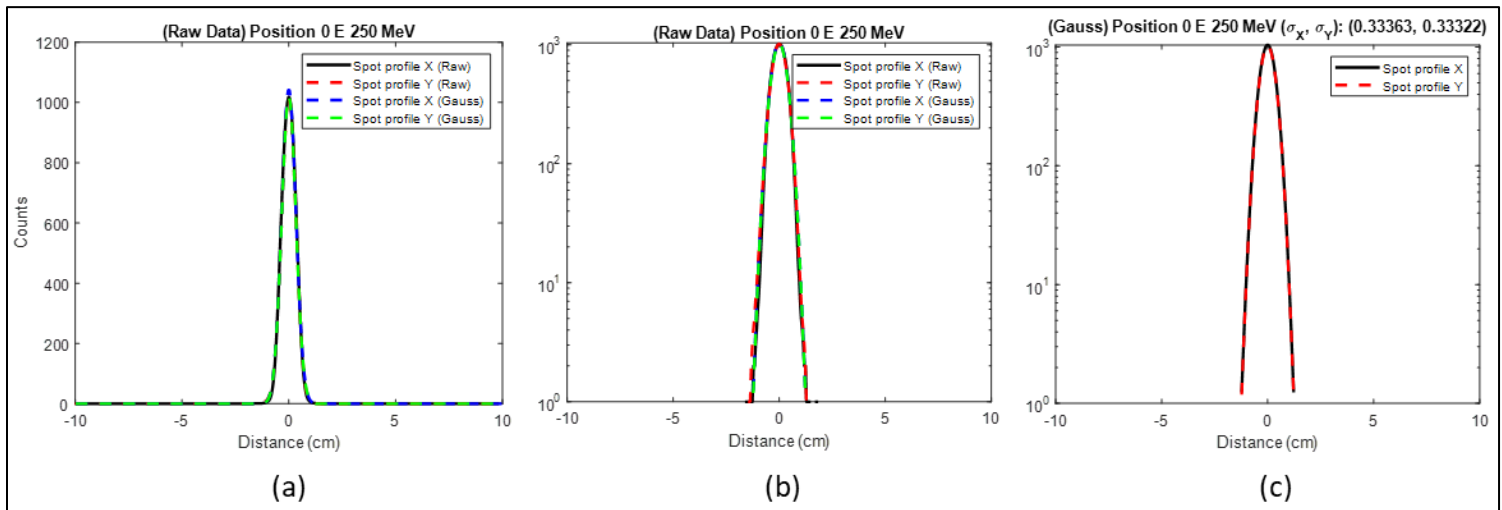 (Raw Data) Position 0 E 250 MeV
1200
1000
800
600
400
200
0
Counts
-10 -5 0 5 10
Distance (cm)
Spot profile X (Raw)
Spot profile Y (Raw)
Spot profile X (Gauss)
Spot profile Y (Gauss)
(a)
(Raw Data) Position 0 E 250 MeV
10³
10²
10¹
10⁰
-10 -5 0 5 10
Distance (cm)
Spot profile X (Raw)
Spot profile Y (Raw)
Spot profile X (Gauss)
Spot profile Y (Gauss)
(b)
(Gauss) Position 0 E 250 MeV (σX, σY): (0.33363, 0.33322)
10³
10²
10¹
10⁰
-10 -5 0 5 10
Distance (cm)
Spot profile X
Spot profile Y
(c)